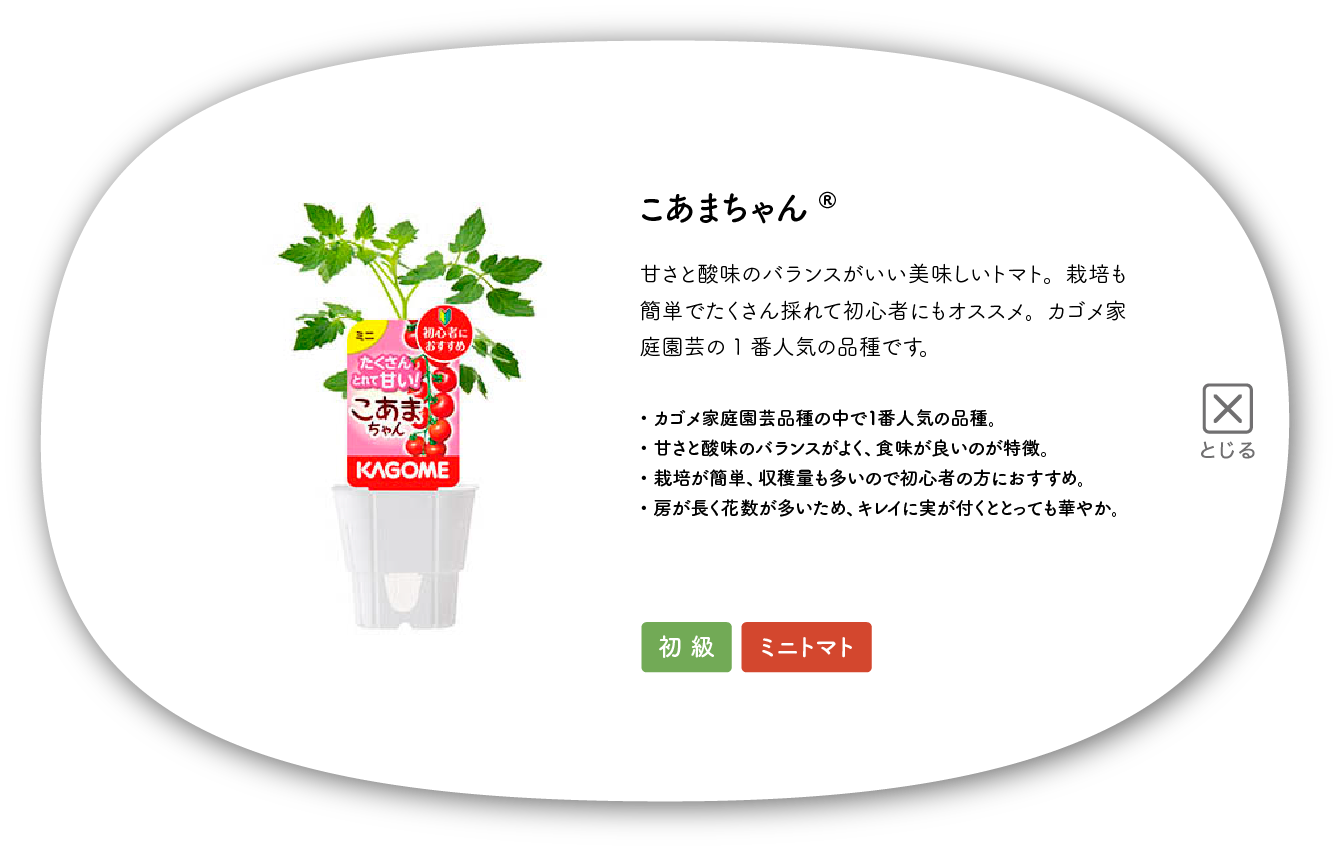 こあまちゃん ®
甘さと酸味のバランスがいい美味しいトマト。栽培も
簡単でたくさん採れて初心者にもオススメ。カゴメ家
庭園芸の1番人気の品種です。
・カゴメ家庭園芸品種の中で1番人気の品種。
・甘さと酸味のバランスがよく、食味が良いのが特徴。
・栽培が簡単、収穫量も多いので初心者の方におすすめ。
・房が長く花数が多いため、キレイに実が付くととっても華やか。
初級 ミニトマト
とじる
ミニ
初心者に
おすすめ
たくさん
とれて甘い!
こあま
ちゃん
KAGOME